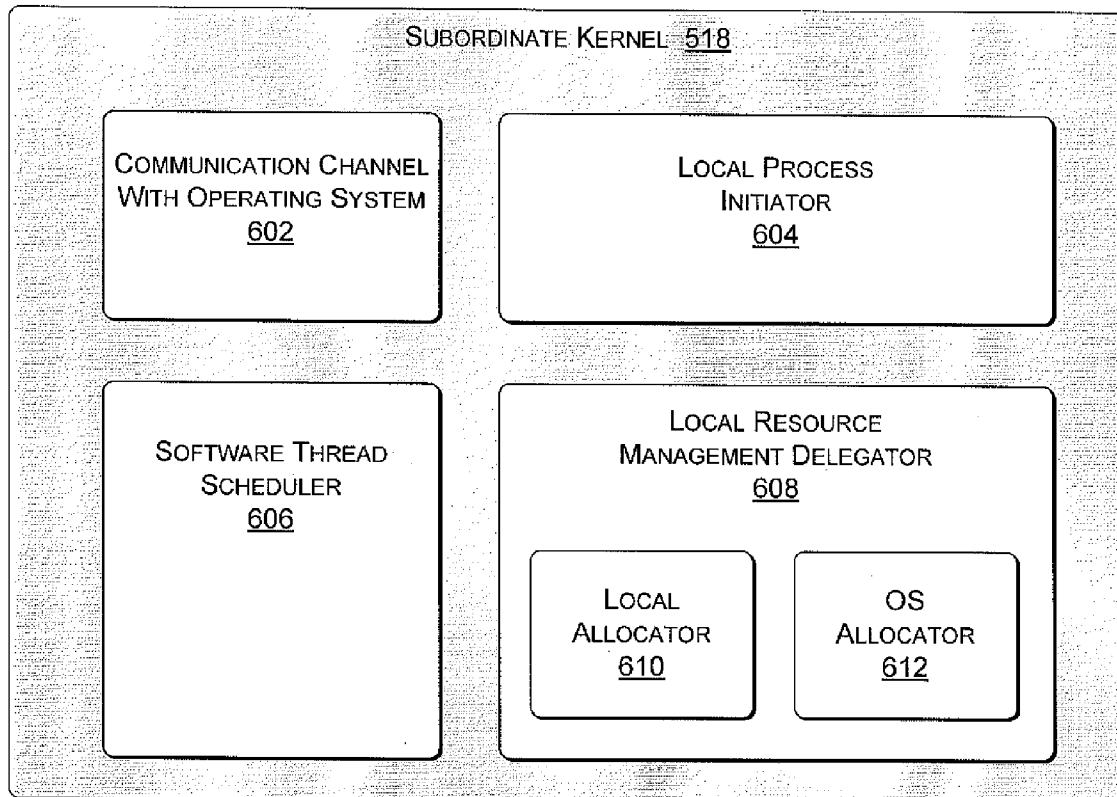 SUBORDINATE KERNEL 518
COMMUNICATION CHANNEL
WITH OPERATING SYSTEM
602
LOCAL PROCESS
INITIATOR
604
SOFTWARE THREAD
SCHEDULER
606
LOCAL RESOURCE
MANAGEMENT DELEGATOR
608
LOCAL
ALLOCATOR
610
OS
ALLOCATOR
612